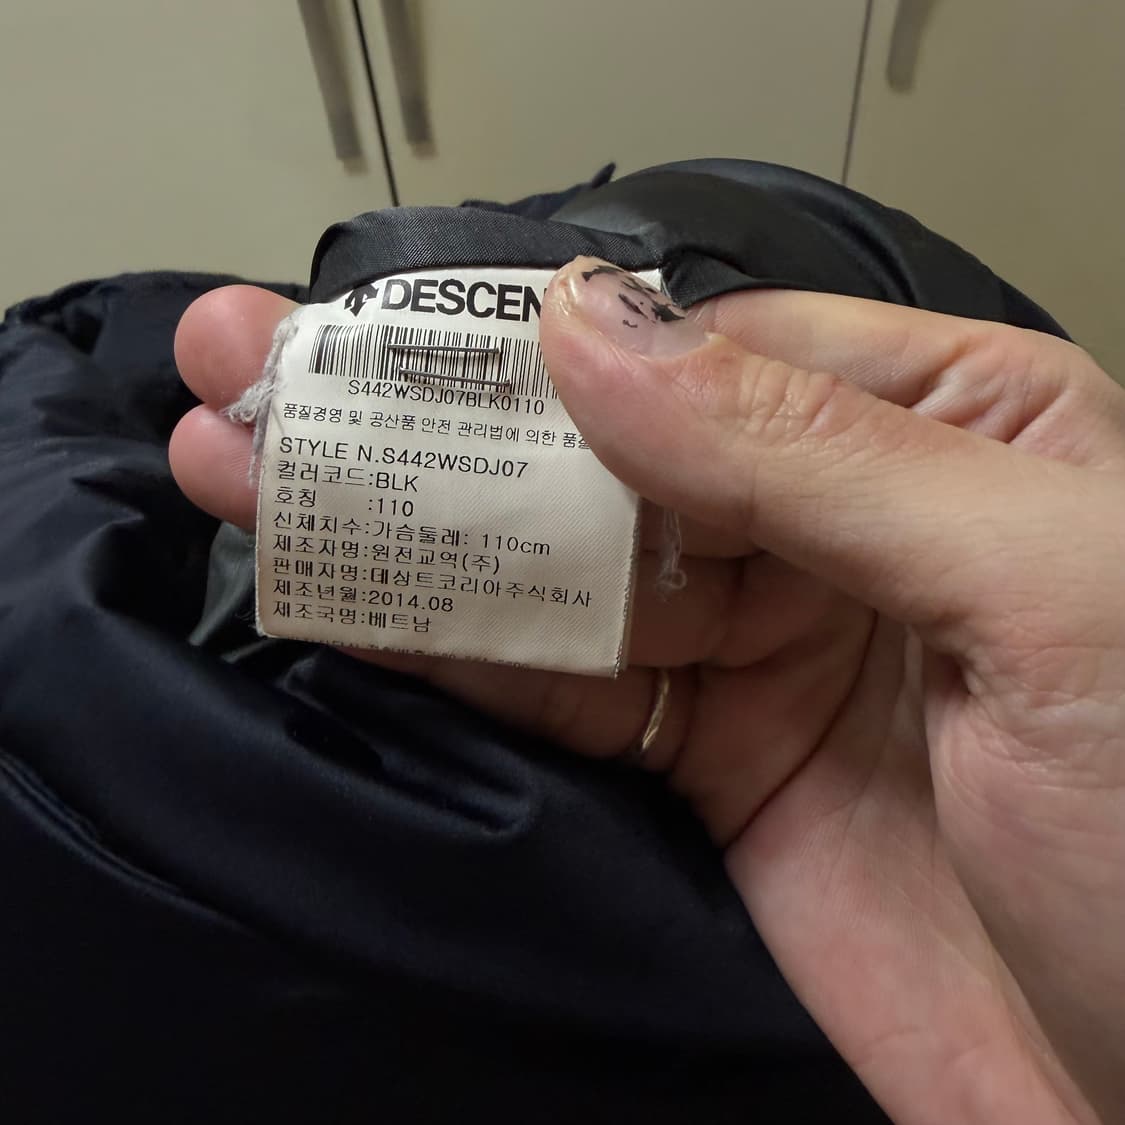 DESCEN
S442WSDJ07BLK0110
품질경영 및 공산품 안전 관리법에 의한 품질
STYLE N.S442WSDJ07
컬러코드:BLK
호칭 :110
신체치수:가슴둘레: 110cm
제조자명:원전교역(주)
판매자명:데상트코리아주식회사
제조년월:2014.08
제조국명:베트남